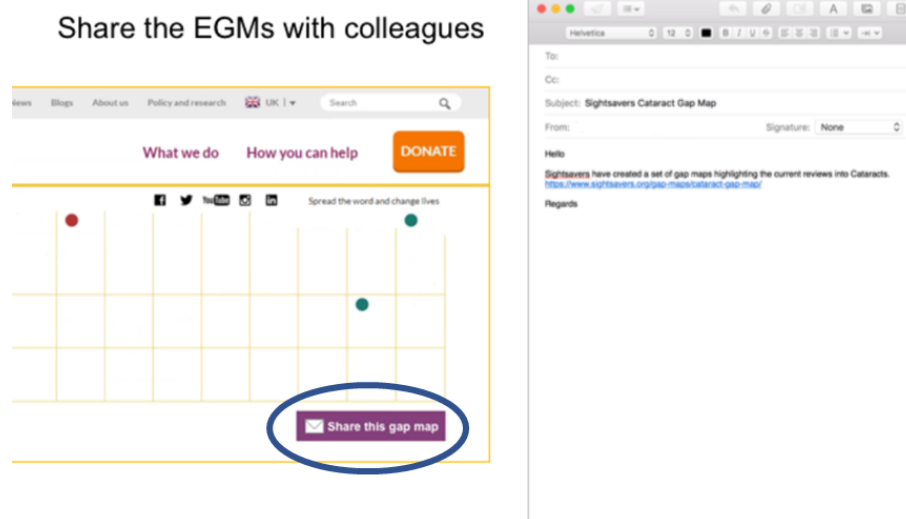 Share the EGMs with colleagues
News Blogs About us Policy and research UK Search
What we do How you can help DONATE
YouTube Spread the word and change lives
Share this gap map
Helvetica 12 B I U S
To:
Cc:
Subject: Sightsavers Cataract Gap Map
From: Signature: None
Hello
Sightsavers have created a set of gap maps highlighting the current reviews into Cataracts.
https://www.sightsavers.org/gap-maps/cataract-gap-map/
Regards